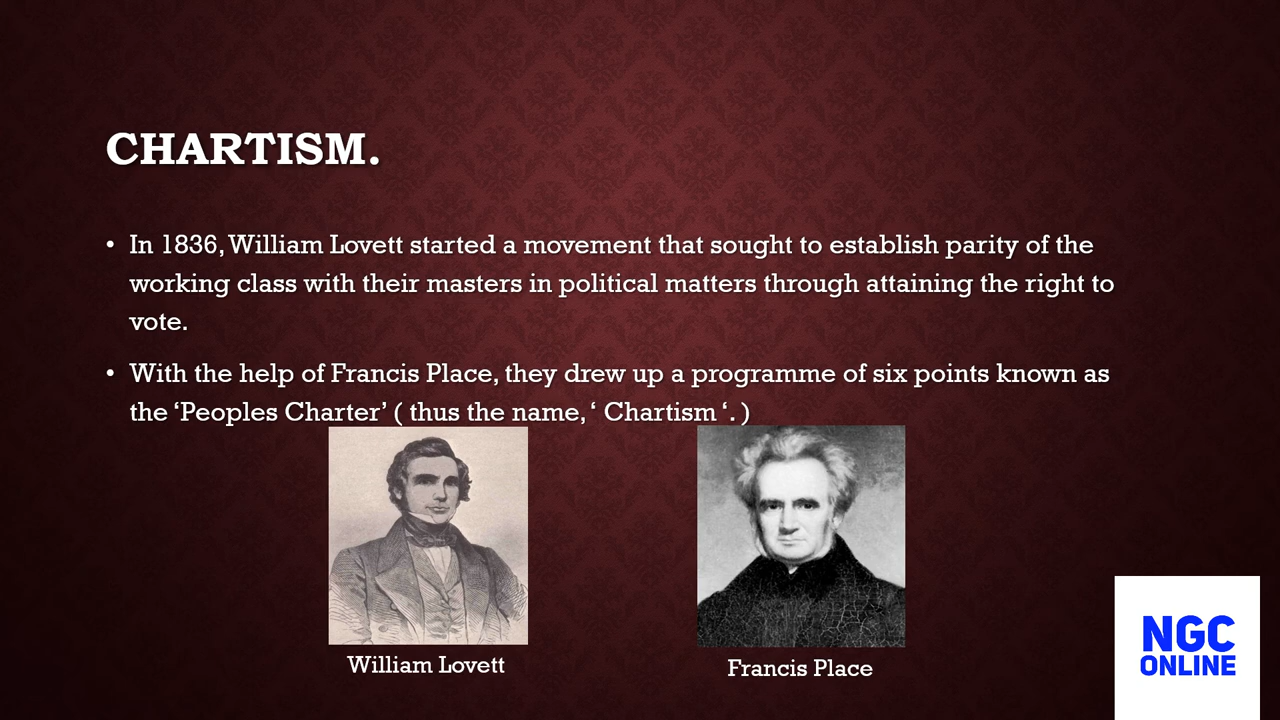 CHARTISM.
• In 1836, William Lovett started a movement that sought to establish parity of the
working class with their masters in political matters through attaining the right to
vote.
• With the help of Francis Place, they drew up a programme of six points known as
the ‘Peoples Charter’ ( thus the name, ‘ Chartism ‘. )
William Lovett
Francis Place
NGC
ONLINE